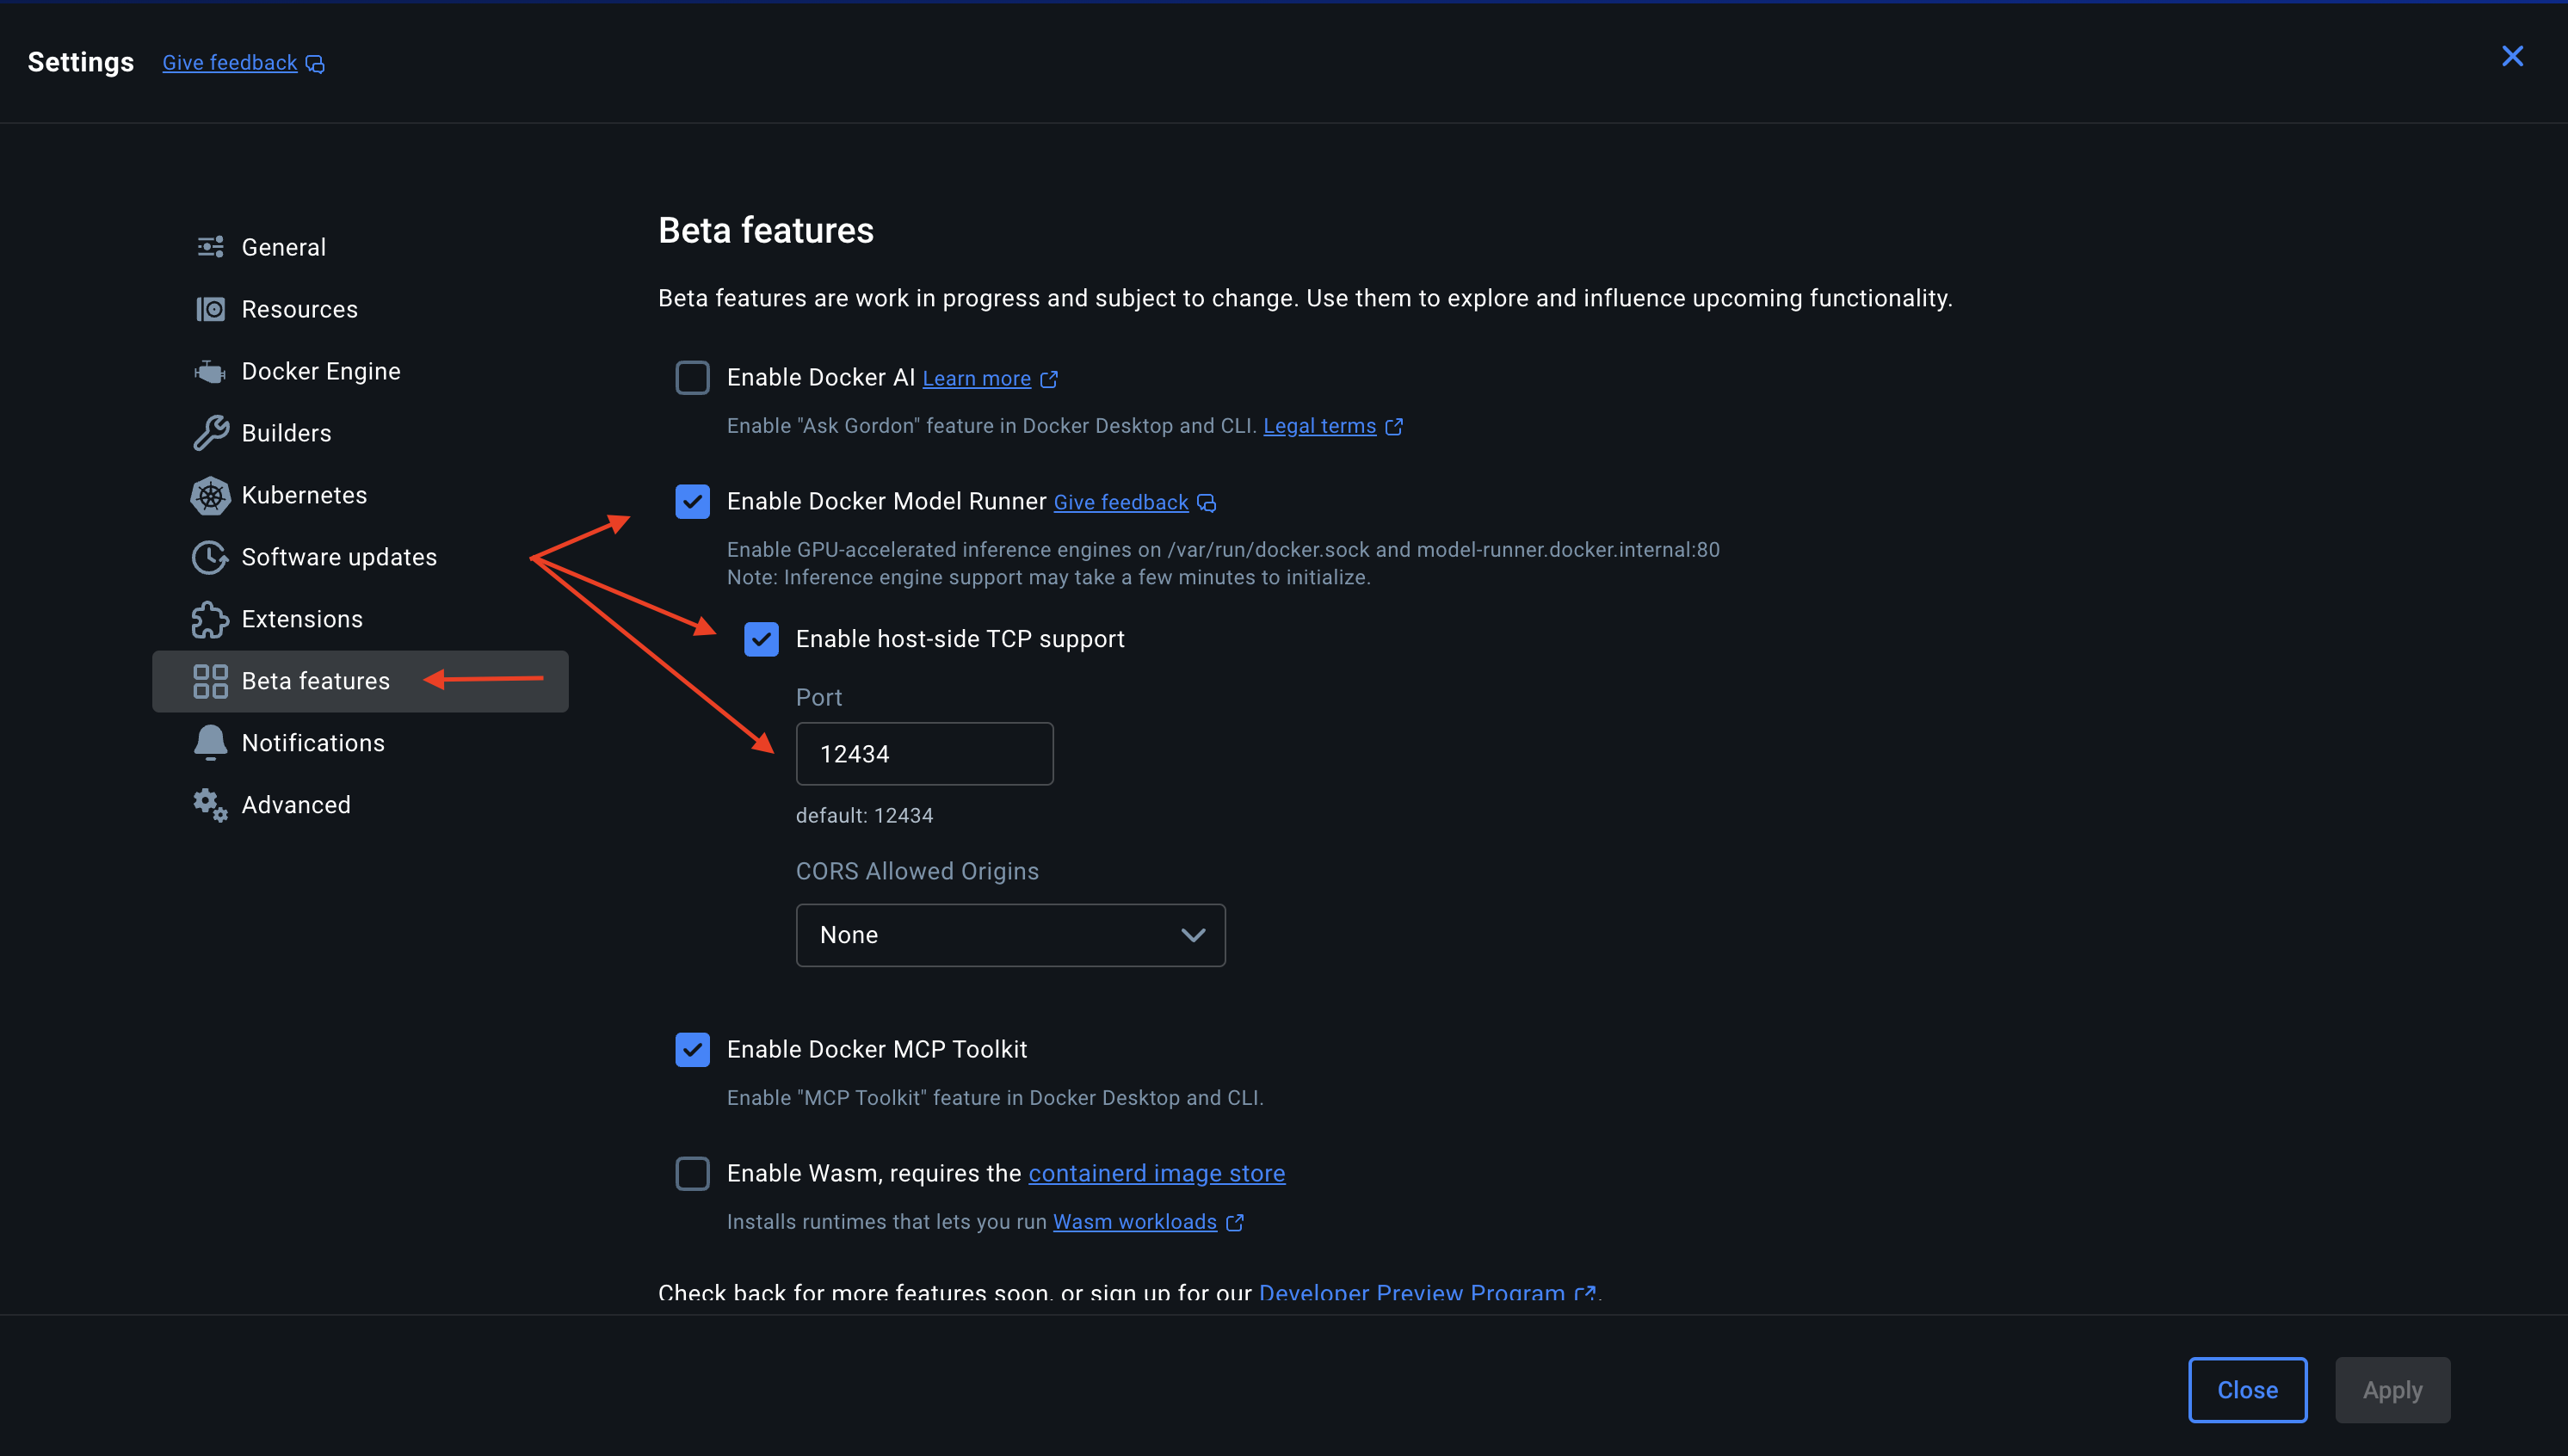 Settings Give feedback
General
Resources
Docker Engine
Builders
Kubernetes
Software updates
Extensions
Beta features
Notifications
Advanced
Beta features
Beta features are work in progress and subject to change. Use them to explore and influence upcoming functionality.
Enable Docker AI Learn more
Enable "Ask Gordon" feature in Docker Desktop and CLI. Legal terms
Enable Docker Model Runner Give feedback
Enable GPU-accelerated inference engines on /var/run/docker.sock and model-runner.docker.internal:80
Note: Inference engine support may take a few minutes to initialize.
Enable host-side TCP support
Port
12434
default: 12434
CORS Allowed Origins
None
Enable Docker MCP Toolkit
Enable "MCP Toolkit" feature in Docker Desktop and CLI.
Enable Wasm, requires the containerd image store
Installs runtimes that lets you run Wasm workloads
Check back for more features soon, or sign up for our Developer Preview Program.
Close
Apply